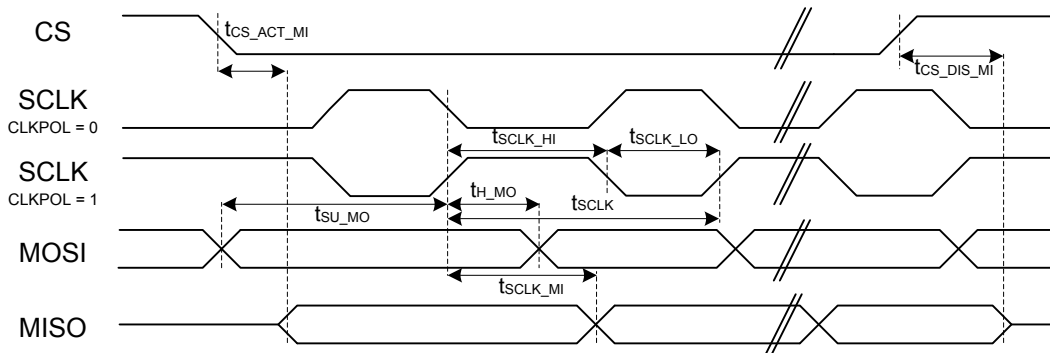 CS
tCS_ACT_MI
tCS_DIS_MI
SCLK
CLKPOL = 0
tSCLK_HI
tSCLK_LO
SCLK
CLKPOL = 1
tSU_MO
tH_MO
tSCLK
MOSI
tSCLK_MI
MISO